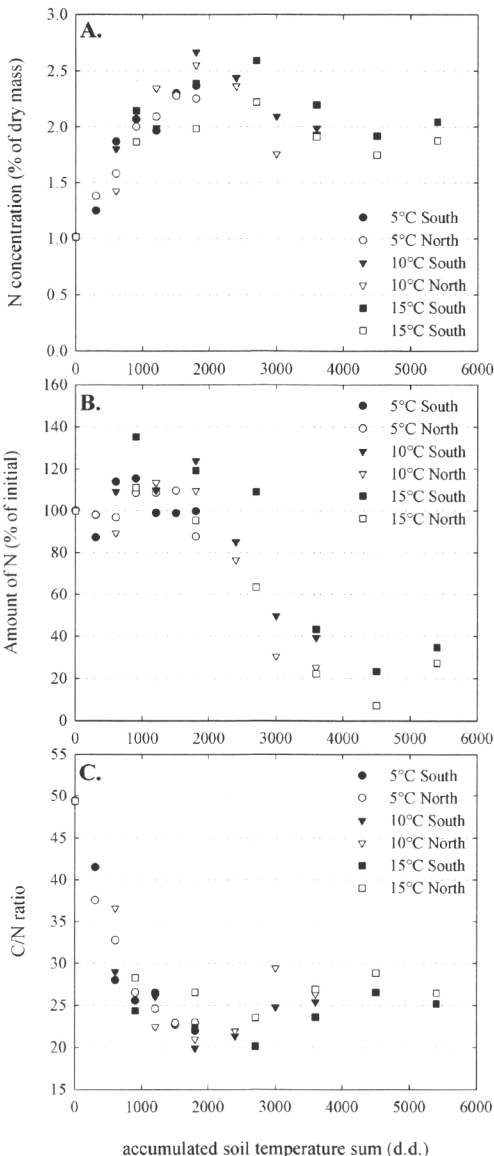 A.
N concentration (% of dry mass)
3.0
2.5
2.0
1.5
1.0
0.5
0.0
5°C South
5°C North
10°C South
10°C North
15°C South
15°C South
0 1000 2000 3000 4000 5000 6000
B.
Amount of N (% of initial)
160
140
120
100
80
60
40
20
0
5°C South
5°C North
10°C South
10°C North
15°C South
15°C North
0 1000 2000 3000 4000 5000 6000
C.
C/N ratio
55
50
45
40
35
30
25
20
15
5°C South
5°C North
10°C South
10°C North
15°C South
15°C North
0 1000 2000 3000 4000 5000 6000
accumulated soil temperature sum (d.d.)